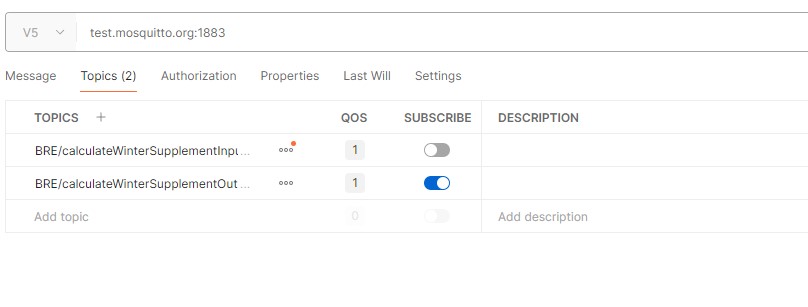 V5 test.mosquitto.org:1883
Message Topics (2) Authorization Properties Last Will Settings
TOPICS + QOS SUBSCRIBE DESCRIPTION
BRE/calculateWinterSupplementInpu... 1
BRE/calculateWinterSupplementOut... 1
Add topic 0 Add description